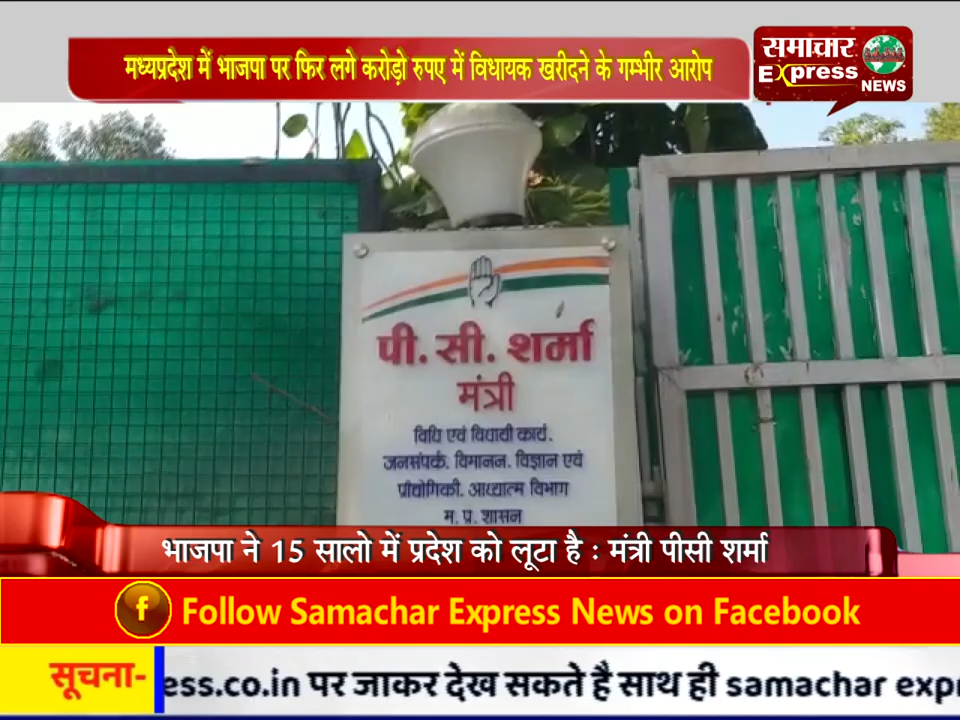 मध्यप्रदेश में भाजपा पर फिर लगे करोड़ो रुपए में विधायक खरीदने के गम्भीर आरोप
समाचार
Express
NEWS
पी. सी. शर्मा
मंत्री
विधि एवं विधायी कार्य,
जनसंपर्क, विमानन, विज्ञान एवं
प्रौद्योगिकी, आध्यात्म विभाग
म. प्र. शासन
भाजपा ने 15 सालो में प्रदेश को लूटा है : मंत्री पीसी शर्मा
f Follow Samachar Express News on Facebook
सूचना- ess.co.in पर जाकर देख सकते है साथ ही samachar expr